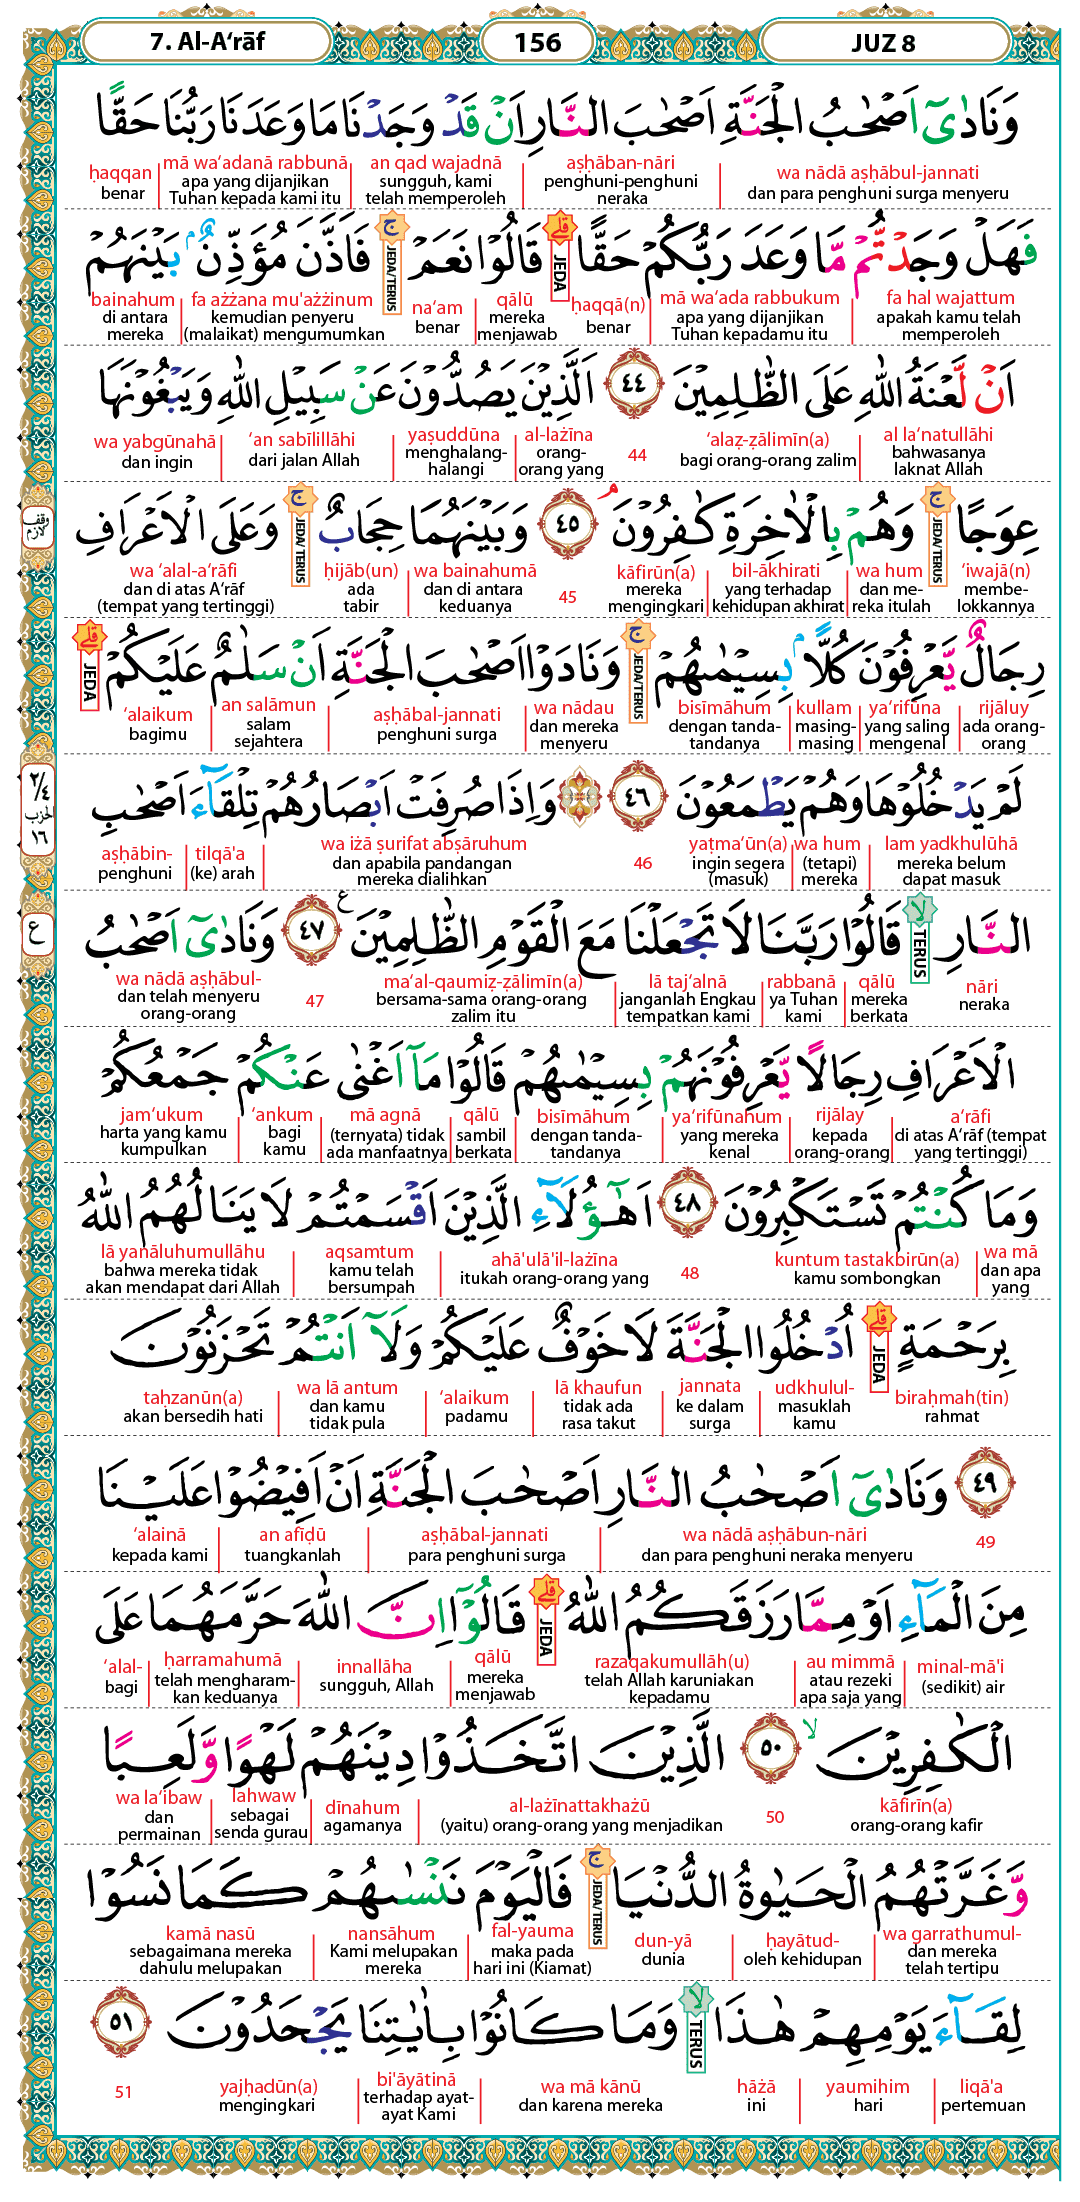 7. Al-A‘rāf
156
JUZ 8
وَنَادٰىٓ اَصْحٰبُ الْجَنَّةِ اَصْحٰبَ النَّارِ اَنْ قَدْ وَجَدْنَا مَا وَعَدَنَا رَبُّنَا حَقًّا
wa nādā aṣḥābul-jannati aṣḥāban-nāri an qad wajadnā mā wa‘adanā rabbunā ḥaqqan
dan para penghuni surga menyeru penghuni-penghuni neraka sungguh, kami telah memperoleh apa yang dijanjikan Tuhan kepada kami itu benar
فَهَلْ وَجَدْتُّمْ مَّا وَعَدَ رَبُّكُمْ حَقًّا ۗ قَالُوْا نَعَمْ ۚ فَاَذَّنَ مُؤَذِّنٌۢ بَيْنَهُمْ
JEDA
JEDA/ TERUS
fa hal wajattum mā wa‘ada rabbukum ḥaqqā(n) qālū na‘am fa ażżana mu'ażżinum bainahum
apakah kamu telah memperoleh apa yang dijanjikan Tuhan kepadamu itu benar mereka menjawab benar kemudian penyeru (malaikat) mengumumkan di antara mereka
اَنْ لَّعْنَةُ اللّٰهِ عَلَى الظّٰلِمِيْنَ ٤٤ الَّذِيْنَ يَصُدُّوْنَ عَنْ سَبِيْلِ اللّٰهِ وَيَبْغُوْنَهَا
al la‘natullāhi ‘alaẓ-ẓālimīn(a) 44 al-lażīna yaṣuddūna ‘an sabīlillāhi wa yabgūnahā
bahwasanya laknat Allah bagi orang-orang zalim orang-orang yang menghalang-halangi dari jalan Allah dan ingin
عِوَجًا ۚ وَهُمْ بِالْاٰخِرَةِ كٰفِرُوْنَ ۘ ٤٥ وَبَيْنَهُمَا حِجَابٌ ۚ وَعَلَى الْاَعْرَافِ
وقف لازم
JEDA/ TERUS
JEDA/ TERUS
‘iwajā(n) wa hum bil-ākhirati kāfirūn(a) 45 wa bainahumā ḥijāb(un) wa ‘alal-a‘rāfi
membelokkannya dan mereka itulah yang terhadap kehidupan akhirat mereka mengingkari dan di antara keduanya ada tabir dan di atas A‘rāf (tempat yang tertinggi)
رِجَالٌ يَّعْرِفُوْنَ كُلًّاۢ بِسِيْمٰىهُمْ ۚ وَنَادَوْا اَصْحٰبَ الْجَنَّةِ اَنْ سَلٰمٌ عَلَيْكُمْ ۗ
JEDA/TERUS
JEDA
rijāluy ya‘rifūna kullam bisīmāhum wa nādau aṣḥābal-jannati an salāmun ‘alaikum
ada orang-orang yang saling mengenal masing-masing dengan tanda-tandanya dan mereka menyeru penghuni surga salam sejahtera bagimu
لَمْ يَدْخُلُوْهَا وَهُمْ يَطْمَعُوْنَ ٤٦ ۞ وَاِذَا صُرِفَتْ اَبْصَارُهُمْ تِلْقَاۤءَ اَصْحٰبِ
٢/٤ الحزب ١٦
lam yadkhulūhā wa hum yaṭma‘ūn(a) 46 wa iżā ṣurifat abṣāruhum tilqā'a aṣḥābin-
mereka belum dapat masuk (tetapi) mereka ingin segera (masuk) dan apabila pandangan mereka dialihkan (ke) arah penghuni
النَّارِ ۙ قَالُوْا رَبَّنَا لَا تَجْعَلْنَا مَعَ الْقَوْمِ الظّٰلِمِيْنَ ع ٤٧ وَنَادٰىٓ اَصْحٰبُ
ع
TERUS
nāri qālū rabbanā lā taj‘alnā ma‘al-qaumiẓ-ẓālimīn(a) 47 wa nādā aṣḥābul-
neraka mereka berkata ya Tuhan kami janganlah Engkau tempatkan kami bersama-sama orang-orang zalim itu dan telah menyeru orang-orang
الْاَعْرَافِ رِجَالًا يَّعْرِفُوْنَهُمْ بِسِيْمٰىهُمْ قَالُوْا مَآ اَغْنٰى عَنْكُمْ جَمْعُكُمْ
a‘rāfi rijālay ya‘rifūnahum bisīmāhum qālū mā agnā ‘ankum jam‘ukum
di atas A‘rāf (tempat yang tertinggi) kepada orang-orang yang mereka kenal dengan tanda-tandanya sambil berkata (ternyata) tidak ada manfaatnya bagi kamu harta yang kamu kumpulkan
وَمَا كُنْتُمْ تَسْتَكْبِرُوْنَ ٤٨ اَهٰٓؤُلَاۤءِ الَّذِيْنَ اَقْسَمْتُمْ لَا يَنَالُهُمُ اللّٰهُ
wa mā kuntum tastakbirūn(a) 48 ahā'ulā'il-lażīna aqsamtum lā yanāluhumullāhu
dan apa yang kamu sombongkan itukah orang-orang yang kamu telah bersumpah bahwa mereka tidak akan mendapat dari Allah
بِرَحْمَةٍ ۗ اُدْخُلُوا الْجَنَّةَ لَا خَوْفٌ عَلَيْكُمْ وَلَآ اَنْتُمْ تَحْزَنُوْنَ
JEDA
biraḥmah(tin) udkhulul- jannata lā khaufun ‘alaikum wa lā antum taḥzanūn(a)
rahmat masuklah kamu ke dalam surga tidak ada rasa takut padamu dan kamu tidak pula akan bersedih hati
٤٩ وَنَادٰىٓ اَصْحٰبُ النَّارِ اَصْحٰبَ الْجَنَّةِ اَنْ اَفِيْضُوْا عَلَيْنَا
49 wa nādā aṣḥābun-nāri aṣḥābal-jannati an afīḍū ‘alainā
dan para penghuni neraka menyeru para penghuni surga tuangkanlah kepada kami
مِنَ الْمَاۤءِ اَوْ مِمَّا رَزَقَكُمُ اللّٰهُ ۗ قَالُوْٓا اِنَّ اللّٰهَ حَرَّمَهُمَا عَلَى
JEDA
minal-mā'i au mimmā razaqakumullāh(u) qālū innallāha ḥarramahumā ‘alal-
(sedikit) air atau rezeki apa saja yang telah Allah karuniakan kepadamu mereka menjawab sungguh, Allah telah mengharamkan keduanya bagi
الْكٰفِرِيْنَ ۙ ٥٠ الَّذِيْنَ اتَّخَذُوْا دِيْنَهُمْ لَهْوًا وَّلَعِبًا
kāfirīn(a) 50 al-lażīnattakhażū dīnahum lahwaw wa la‘ibaw
orang-orang kafir (yaitu) orang-orang yang menjadikan agamanya sebagai senda gurau dan permainan
وَّغَرَّتْهُمُ الْحَيٰوةُ الدُّنْيَا ۚ فَالْيَوْمَ نَنْسٰىهُمْ كَمَا نَسُوْا
JEDA/ TERUS
wa garrathumul- ḥayātud- dun-yā fal-yauma nansāhum kamā nasū
dan mereka telah tertipu oleh kehidupan dunia maka pada hari ini (Kiamat) Kami melupakan mereka sebagaimana mereka dahulu melupakan
لِقَاۤءَ يَوْمِهِمْ هٰذَا ۙ وَمَا كَانُوْا بِاٰيٰتِنَا يَجْحَدُوْنَ ٥١
TERUS
liqā'a yaumihim hāżā wa mā kānū bi'āyātinā yajḥadūn(a) 51
pertemuan hari ini dan karena mereka terhadap ayat-ayat Kami mengingkari